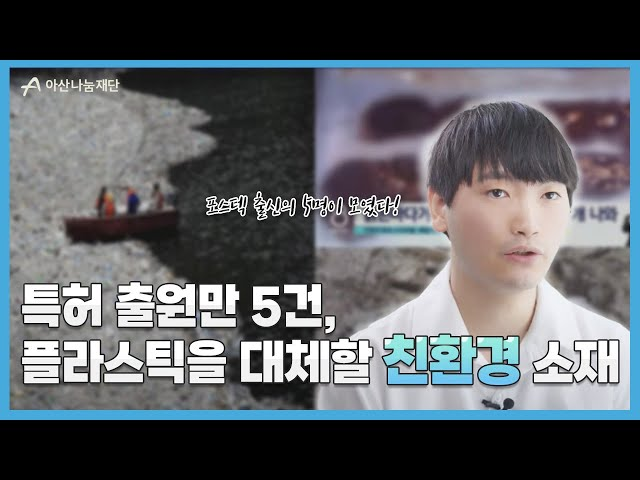 아산나눔재단
포스텍 출신의 5명이 모였다!
특허 출원만 5건,
플라스틱을 대체할 친환경 소재